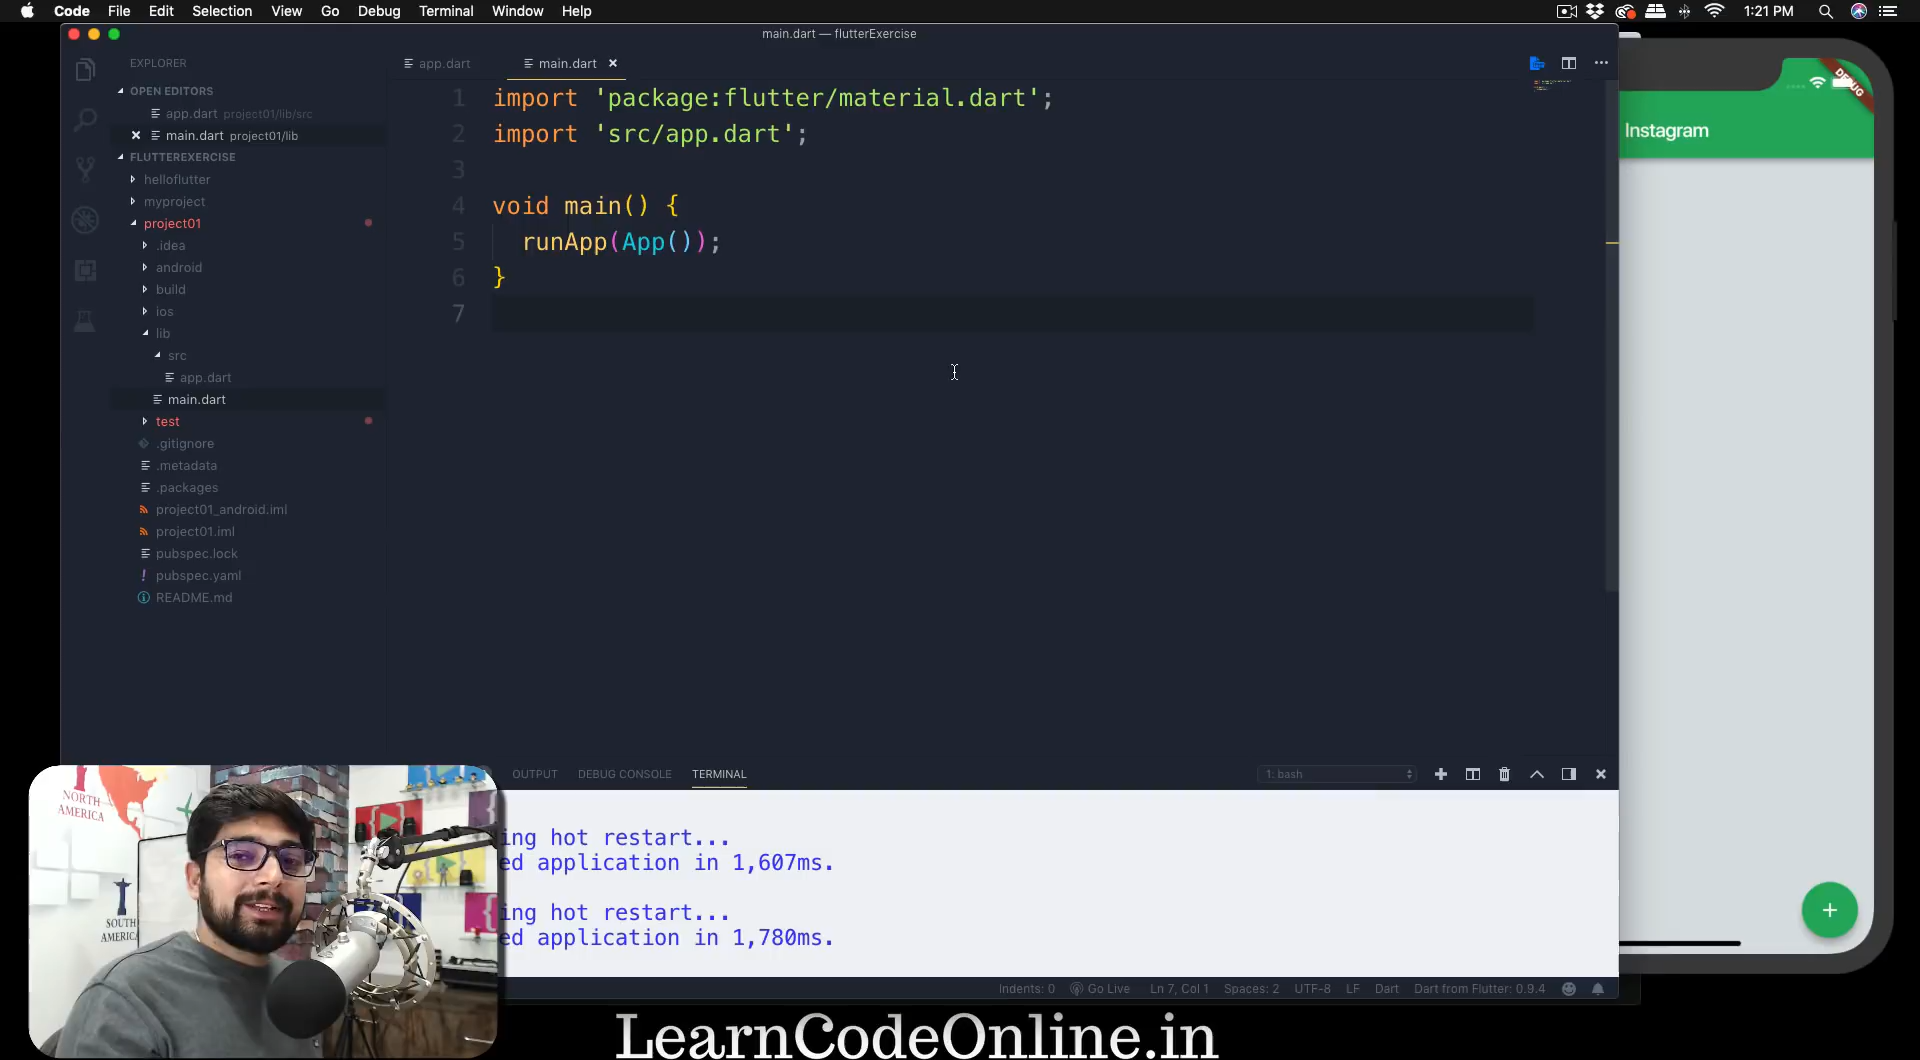 Code File Edit Selection View Go Debug Terminal Window Help
1:21 PM
main.dart — flutterExercise
EXPLORER
OPEN EDITORS
app.dart project01/lib/src
main.dart project01/lib
FLUTTEREXERCISE
helloflutter
myproject
project01
.idea
android
build
ios
lib
src
app.dart
main.dart
test
.gitignore
.metadata
.packages
project01_android.iml
project01.iml
pubspec.lock
pubspec.yaml
README.md
app.dart
main.dart
1 import 'package:flutter/material.dart';
2 import 'src/app.dart';
3
4 void main() {
5 runApp(App());
6 }
7
OUTPUT DEBUG CONSOLE TERMINAL
1: bash
ing hot restart...
ed application in 1,607ms.
ing hot restart...
ed application in 1,780ms.
Indents: 0 Go Live Ln 7, Col 1 Spaces: 2 UTF-8 LF Dart Dart from Flutter: 0.9.4
DEBUG
Instagram
+
NORTH
AMERICA
SOUTH
AMERICA
LearnCodeOnline.in